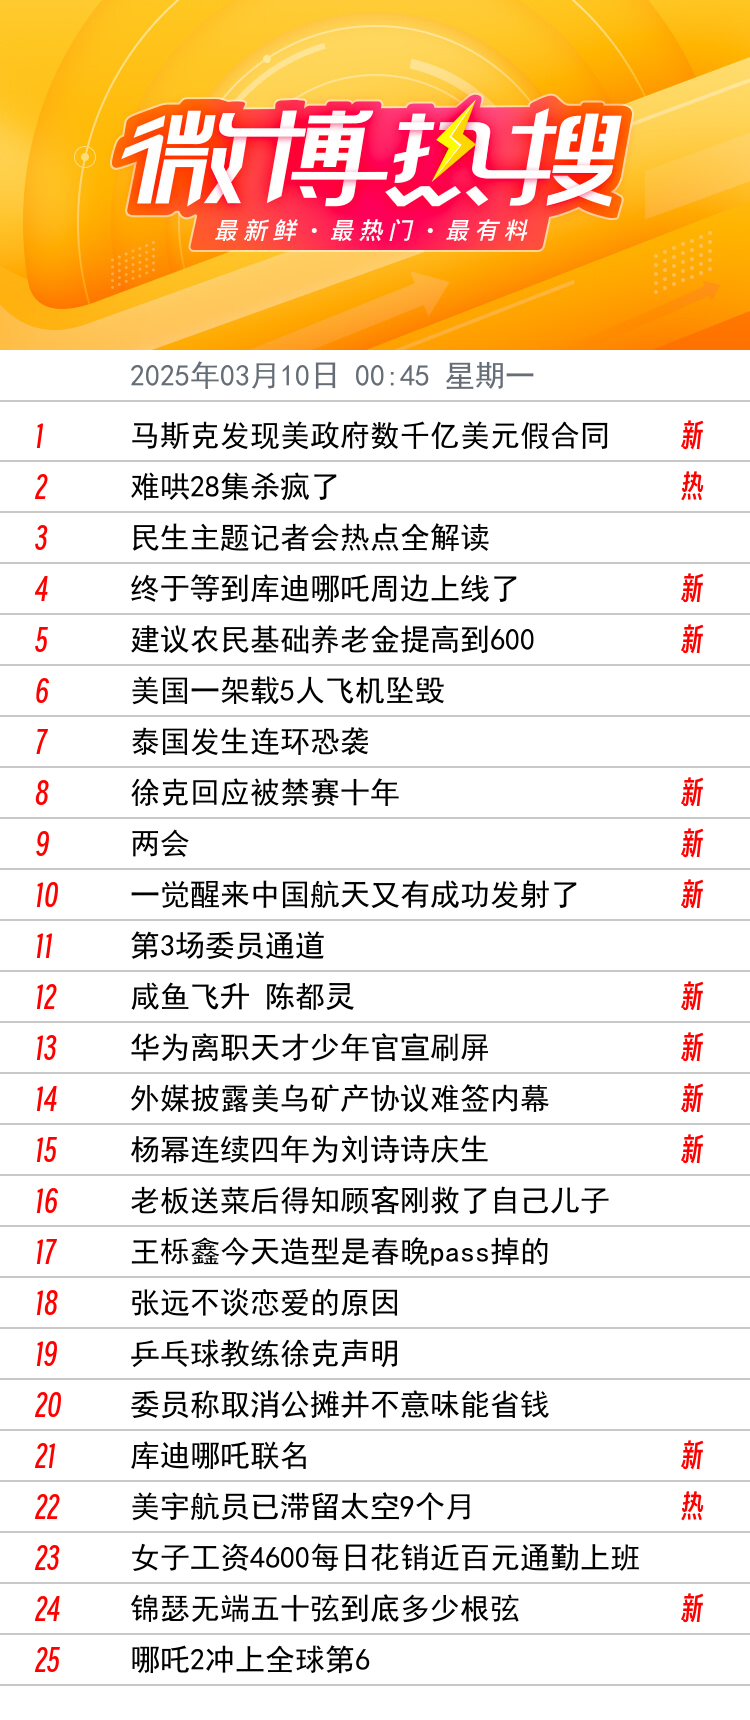 微博热搜
最新鲜·最热门·最有料
2025年03月10日 00:45 星期一
1 马斯克发现美政府数千亿美元假合同 新
2 难哄28集杀疯了 热
3 民生主题记者会热点全解读
4 终于等到库迪哪吒周边上线了 新
5 建议农民基础养老金提高到600 新
6 美国一架载5人飞机坠毁
7 泰国发生连环恐袭
8 徐克回应被禁赛十年 新
9 两会 新
10 一觉醒来中国航天又有成功发射了 新
11 第3场委员通道
12 咸鱼飞升 陈都灵 新
13 华为离职天才少年官宣刷屏 新
14 外媒披露美乌矿产协议难签内幕 新
15 杨幂连续四年为刘诗诗庆生 新
16 老板送菜后得知顾客刚救了自己儿子
17 王栎鑫今天造型是春晚pass掉的
18 张远不谈恋爱的原因
19 乒乓球教练徐克声明
20 委员称取消公摊并不意味能省钱
21 库迪哪吒联名 新
22 美宇航员已滞留太空9个月 热
23 女子工资4600每日花销近百元通勤上班
24 锦瑟无端五十弦到底多少根弦 新
25 哪吒2冲上全球第6